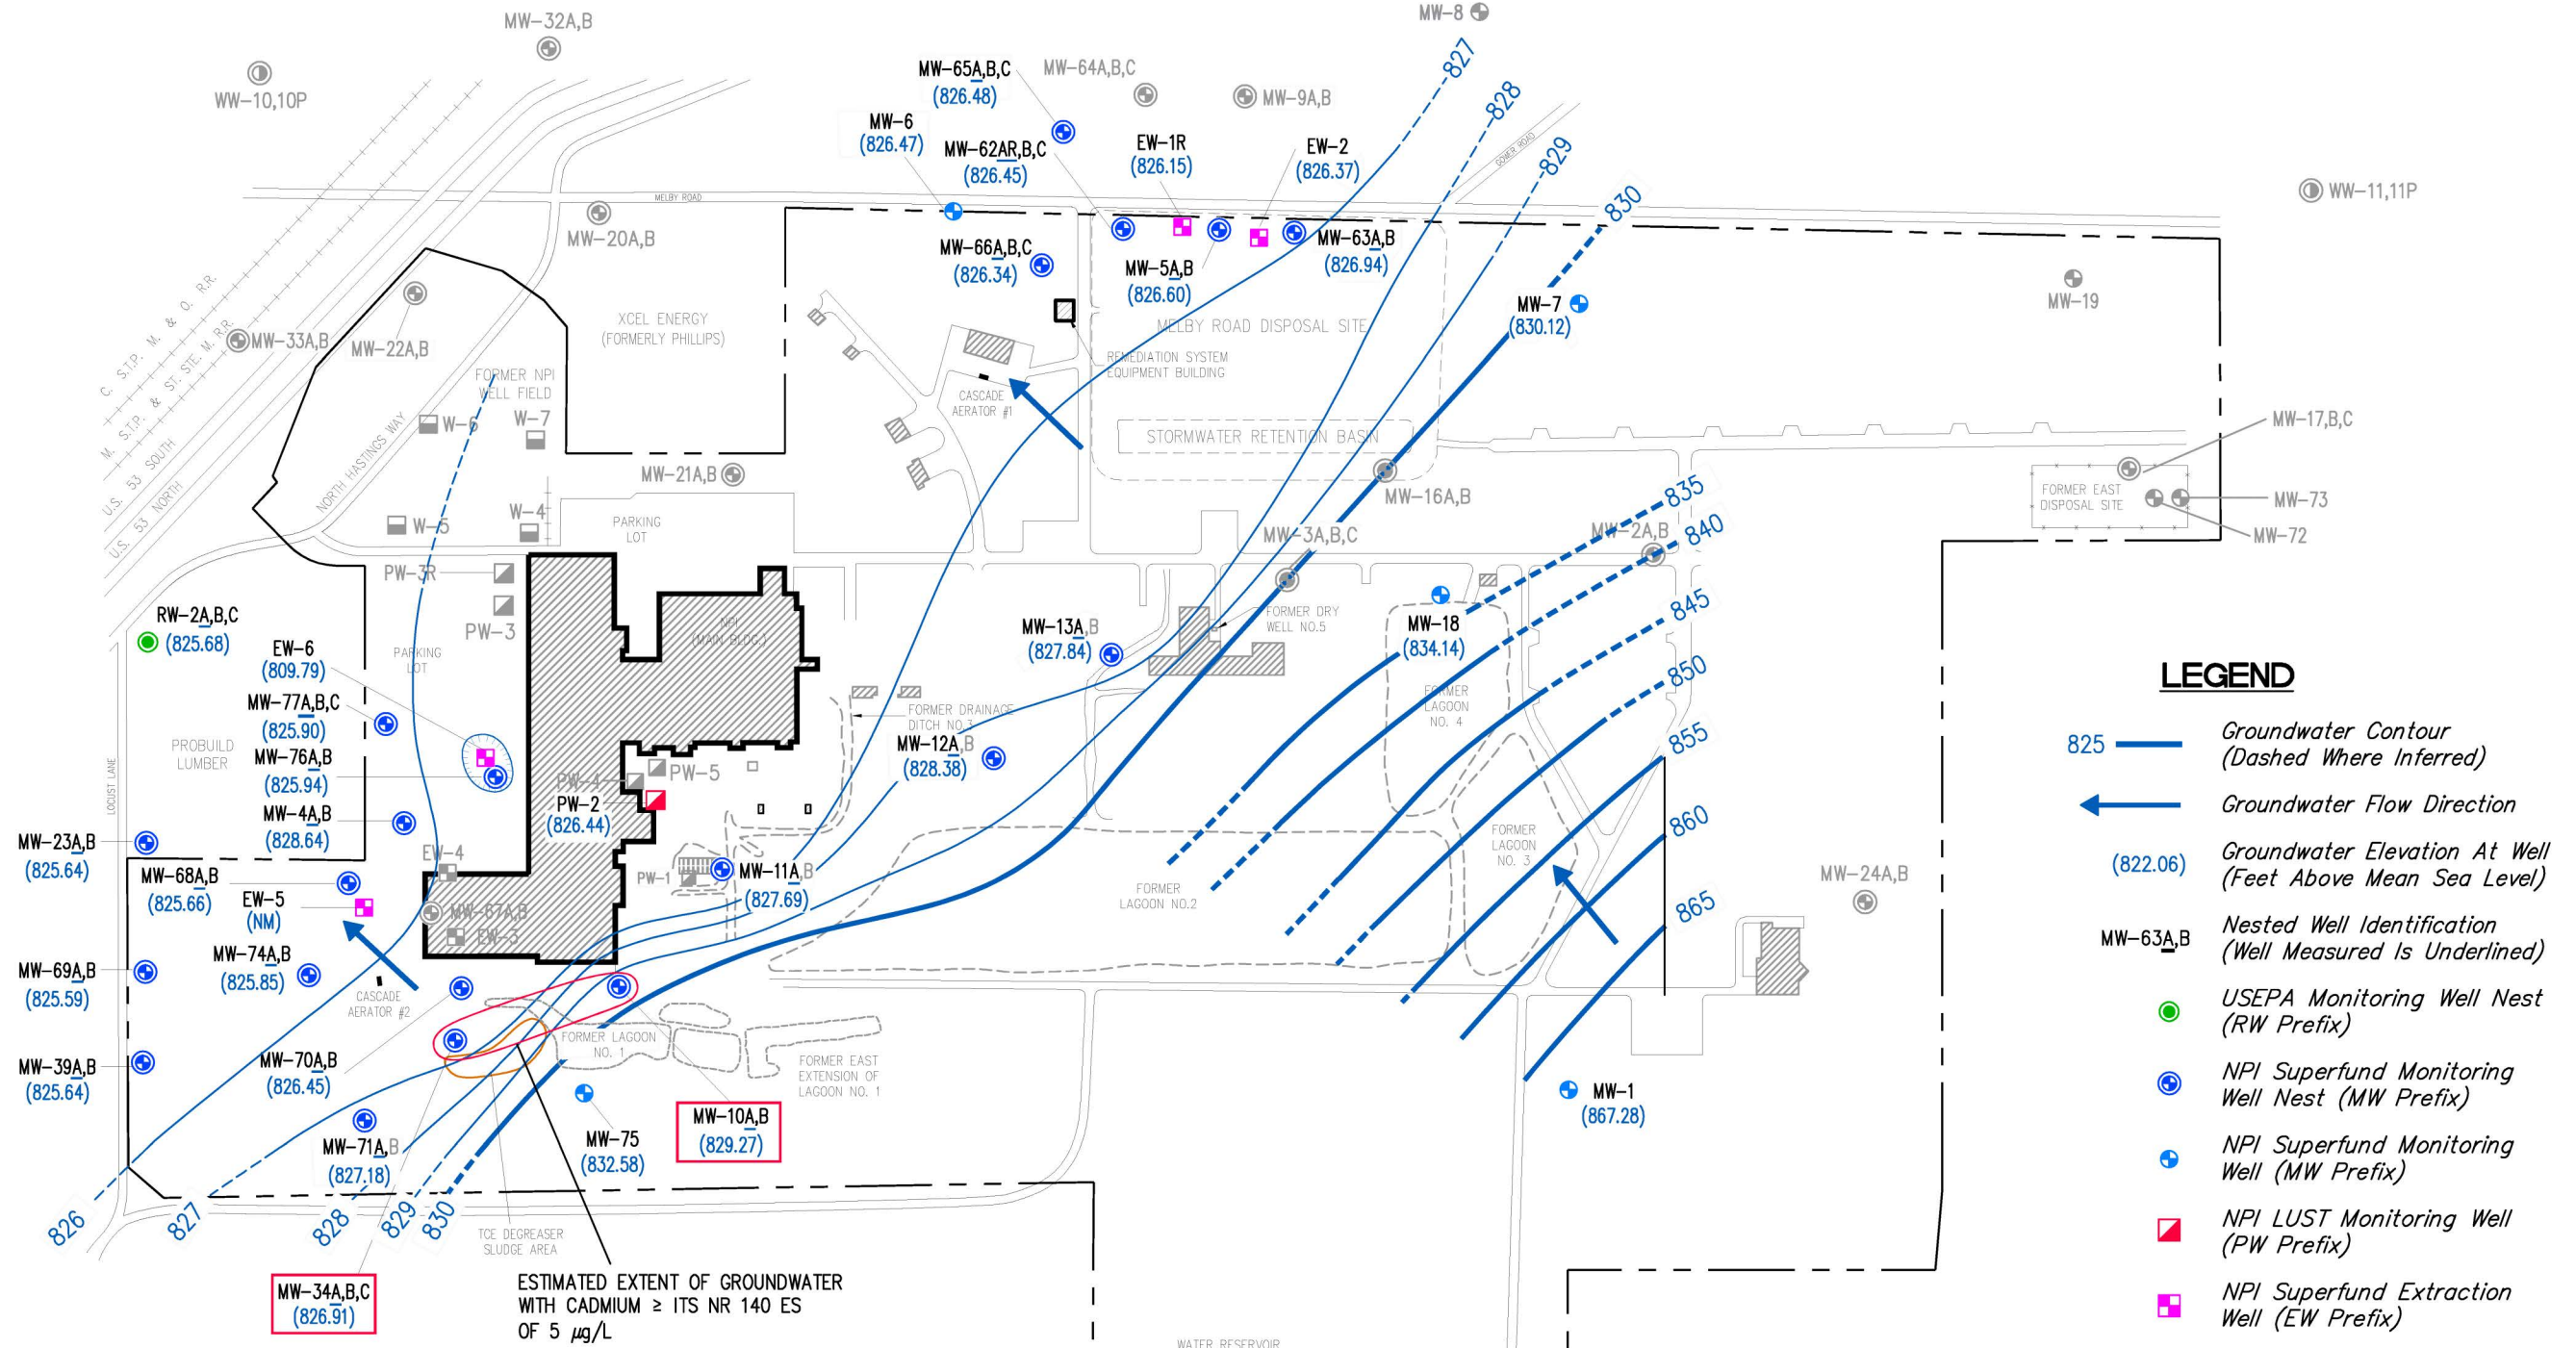 MW-32A,B
MW-8
WW-10,10P
MW-65A,B,C
(826.48)
MW-64A,B,C
MW-9A,B
827
828
829
830
MW-6
(826.47)
MW-62AR,B,C
(826.45)
EW-1R
(826.15)
EW-2
(826.37)
GOWER ROAD
WW-11,11P
MELBY ROAD
MW-20A,B
MW-66A,B,C
(826.34)
MW-5A,B
(826.60)
MW-63A,B
(826.94)
MW-7
(830.12)
MW-19
C. S.T.P. M. & O. R.R.
M. S.T.P. & ST. STE. M. R.R.
U.S. 53 SOUTH
U.S. 53 NORTH
NORTH HASTINGS WAY
MW-33A,B
MW-22A,B
XCEL ENERGY
(FORMERLY PHILLIPS)
MELBY ROAD DISPOSAL SITE
REMEDIATION SYSTEM
EQUIPMENT BUILDING
FORMER NPI
WELL FIELD
CASCADE
AERATOR #1
W-6
W-7
STORMWATER RETENTION BASIN
MW-17,B,C
MW-21A,B
MW-16A,B
FORMER EAST
DISPOSAL SITE
MW-73
MW-72
W-5
W-4
PARKING
LOT
MW-3A,B,C
MW-2A,B
835
840
845
850
855
860
865
PW-3R
PW-3
RW-2A,B,C
(825.68)
EW-6
(809.79)
PARKING
LOT
NPI
(MAIN BLDG.)
MW-13A,B
(827.84)
FORMER DRY
WELL NO.5
MW-18
(834.14)
FORMER
LAGOON
NO. 4
MW-77A,B,C
(825.90)
FORMER DRAINAGE
DITCH NO.3
PROBUILD
LUMBER
MW-76A,B
(825.94)
MW-12A,B
(828.38)
LOCUST LANE
PW-5
PW-4
PW-2
(826.44)
MW-4A,B
(828.64)
MW-23A,B
(825.64)
EW-4
MW-68A,B
(825.66)
EW-5
(NM)
PW-1
MW-11A,B
(827.69)
FORMER
LAGOON
NO. 3
FORMER
LAGOON NO.2
MW-24A,B
MW-67A,B
EW-3
MW-74A,B
(825.85)
MW-69A,B
(825.59)
CASCADE
AERATOR #2
MW-39A,B
(825.64)
MW-70A,B
(826.45)
FORMER LAGOON
NO. 1
FORMER EAST
EXTENSION OF
LAGOON NO. 1
MW-1
(867.28)
MW-10A,B
(829.27)
MW-75
(832.58)
MW-71A,B
(827.18)
826
827
828
829
830
TCE DEGREASER
SLUDGE AREA
MW-34A,B,C
(826.91)
ESTIMATED EXTENT OF GROUNDWATER
WITH CADMIUM ≥ ITS NR 140 ES
OF 5 µg/L
WATER RESERVOIR
LEGEND
825
Groundwater Contour
(Dashed Where Inferred)
Groundwater Flow Direction
(822.06)
Groundwater Elevation At Well
(Feet Above Mean Sea Level)
MW-63A,B
Nested Well Identification
(Well Measured Is Underlined)
USEPA Monitoring Well Nest
(RW Prefix)
NPI Superfund Monitoring
Well Nest (MW Prefix)
NPI Superfund Monitoring
Well (MW Prefix)
NPI LUST Monitoring Well
(PW Prefix)
NPI Superfund Extraction
Well (EW Prefix)